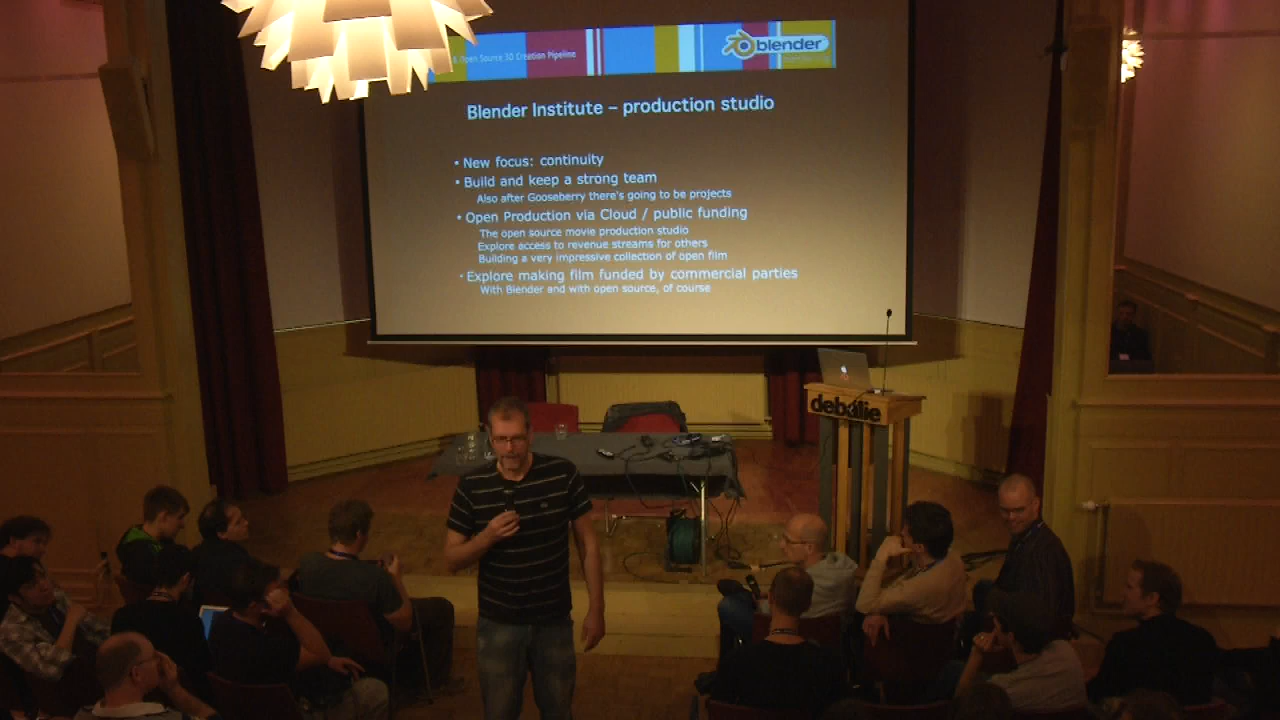 & Open Source 3D Creation Pipeline
blender
Blender Institute – production studio
• New focus: continuity
• Build and keep a strong team
Also after Gooseberry there's going to be projects
• Open Production via Cloud / public funding
The open source movie production studio
Explore access to revenue streams for others
Building a very impressive collection of open film
• Explore making film funded by commercial parties
With Blender and with open source, of course
debalie